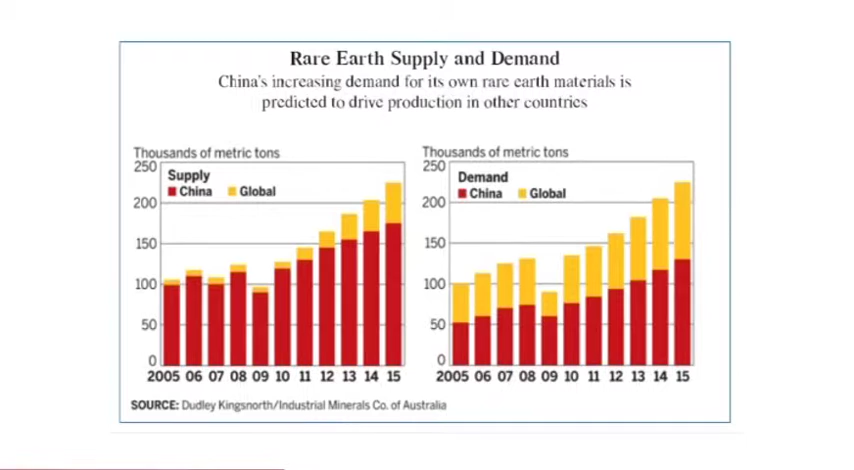 Rare Earth Supply and Demand
China's increasing demand for its own rare earth materials is
predicted to drive production in other countries
Thousands of metric tons
250
Supply
China Global
200
150
100
50
0
2005 06 07 08 09 10 11 12 13 14 15
Thousands of metric tons
250
Demand
China Global
200
150
100
50
0
2005 06 07 08 09 10 11 12 13 14 15
SOURCE: Dudley Kingsnorth/Industrial Minerals Co. of Australia